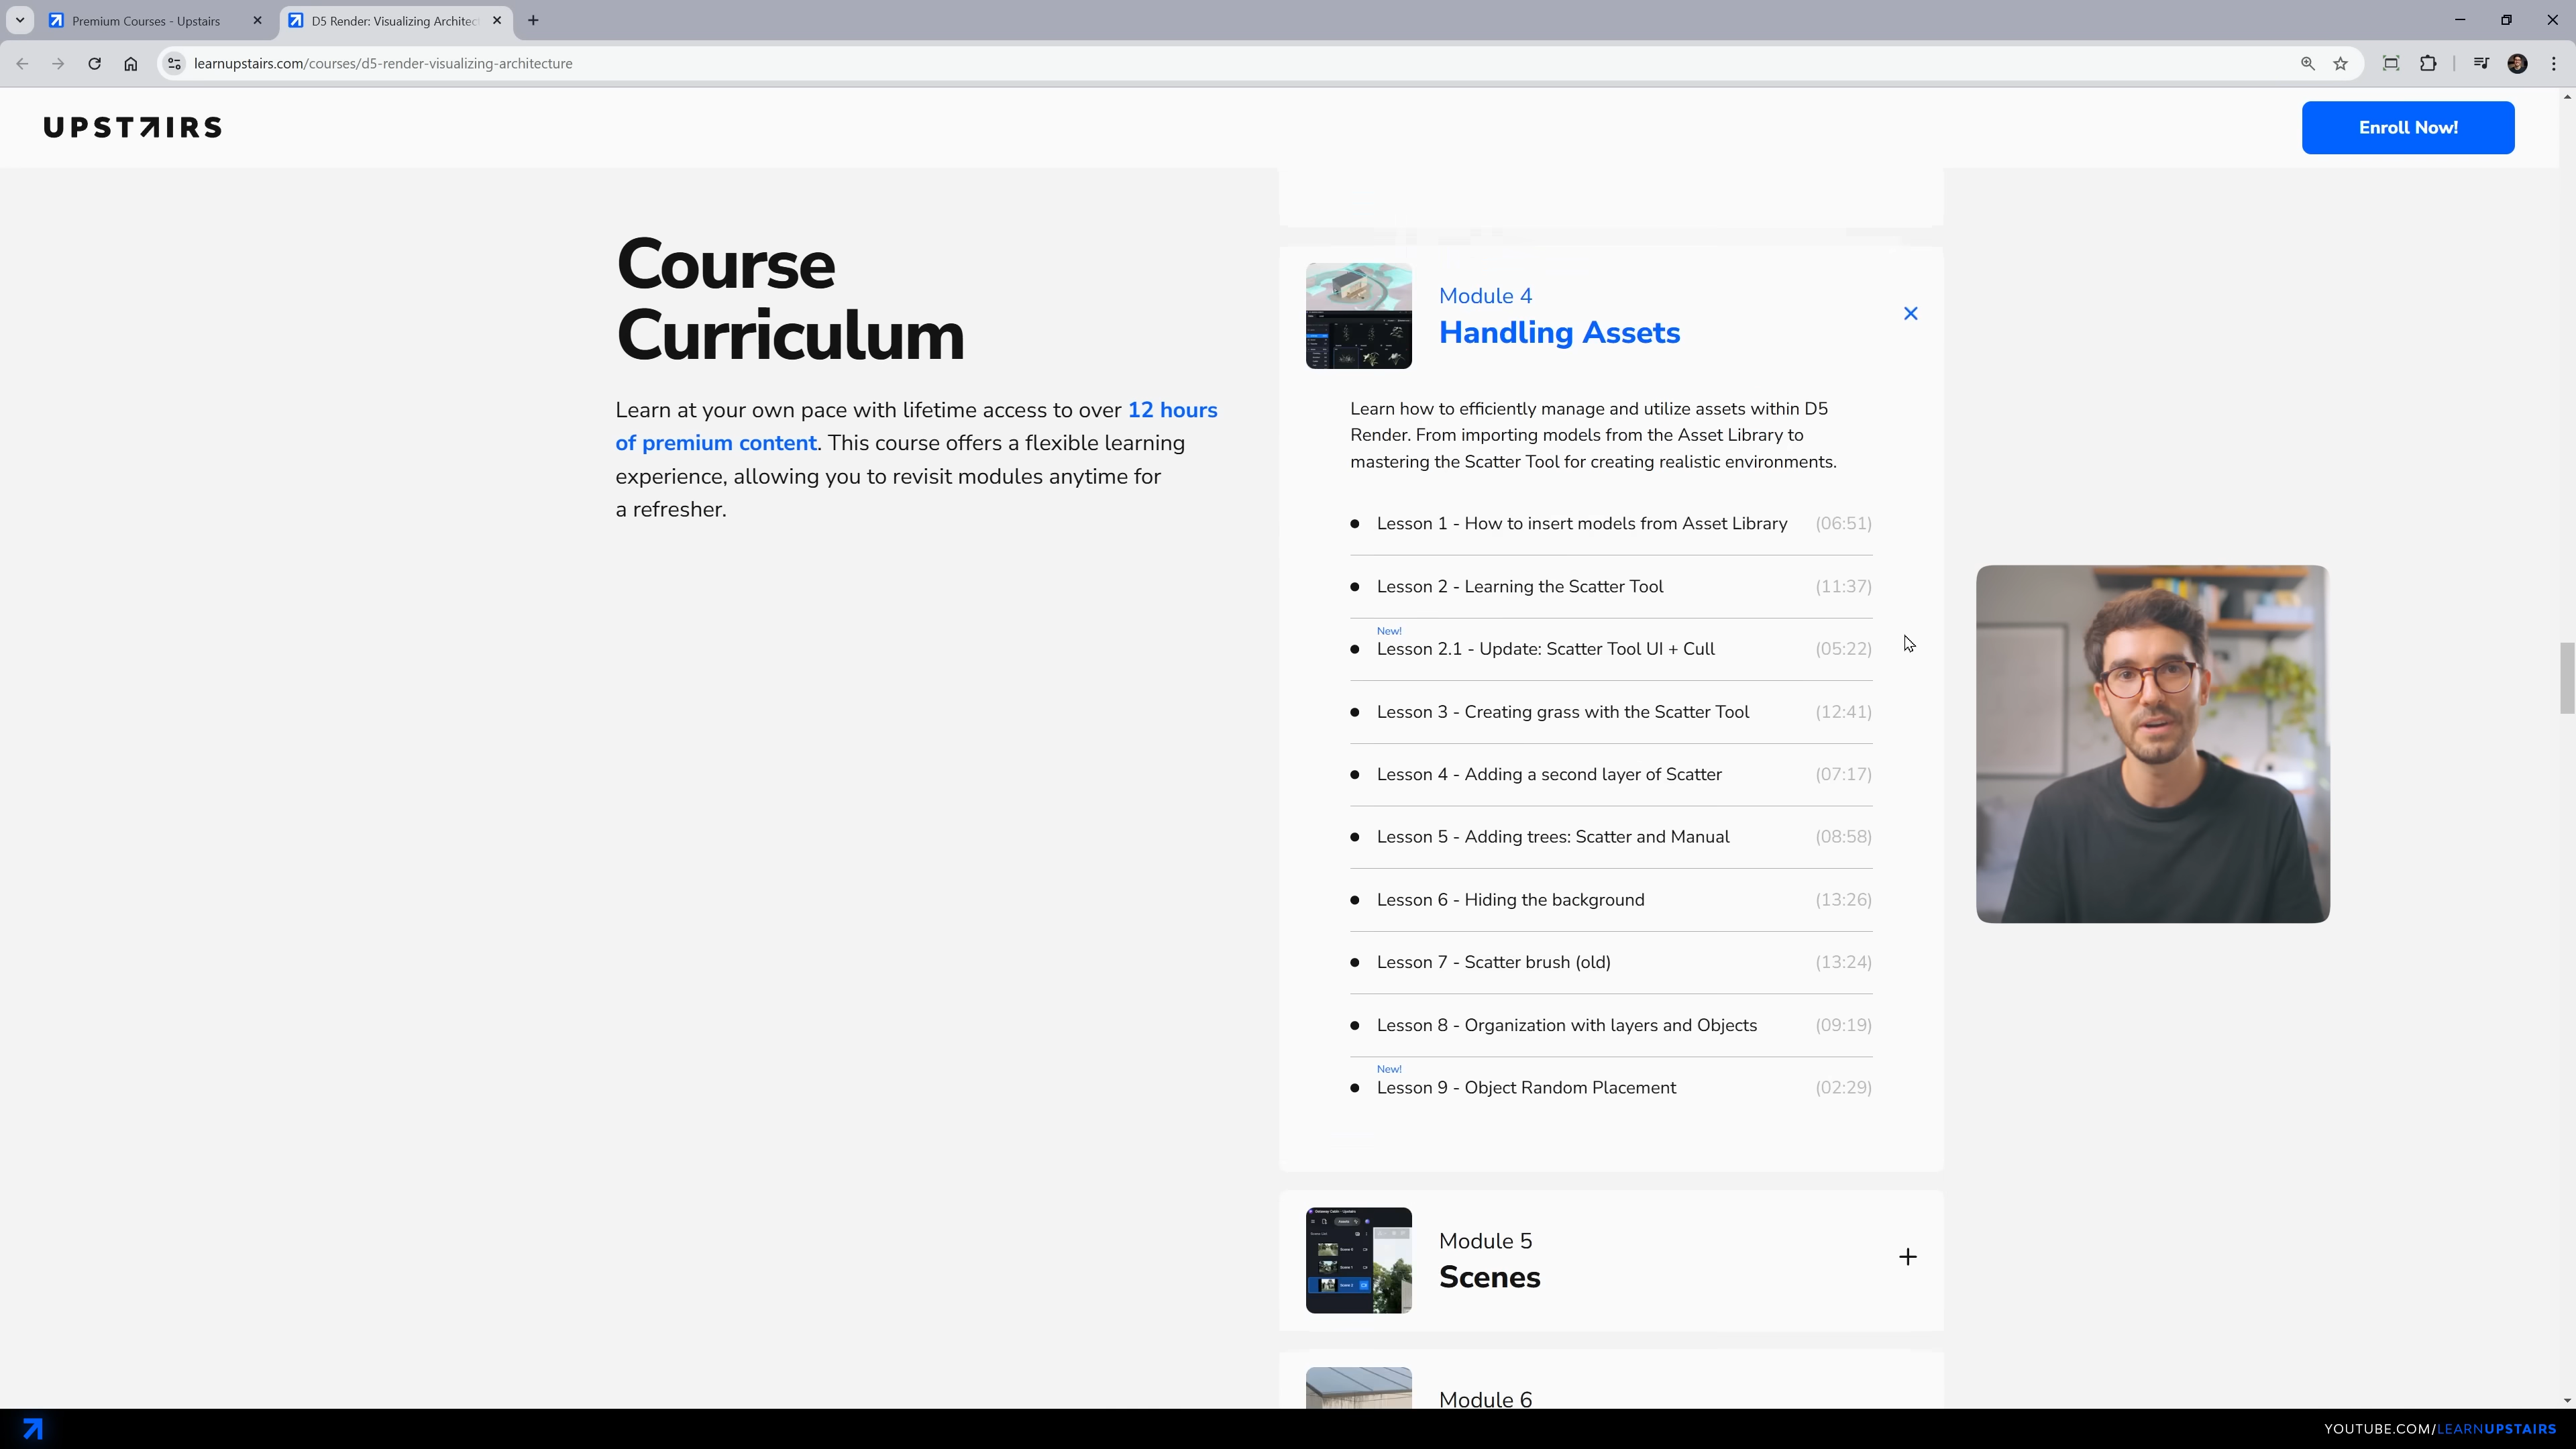 Premium Courses - Upstairs
D5 Render: Visualizing Architec
learnupstairs.com/courses/d5-render-visualizing-architecture
UPSTAIRS
Enroll Now!
Course
Curriculum
Learn at your own pace with lifetime access to over 12 hours
of premium content. This course offers a flexible learning
experience, allowing you to revisit modules anytime for
a refresher.
Module 4
Handling Assets
Learn how to efficiently manage and utilize assets within D5
Render. From importing models from the Asset Library to
mastering the Scatter Tool for creating realistic environments.
Lesson 1 - How to insert models from Asset Library (06:51)
Lesson 2 - Learning the Scatter Tool (11:37)
New!
Lesson 2.1 - Update: Scatter Tool UI + Cull (05:22)
Lesson 3 - Creating grass with the Scatter Tool (12:41)
Lesson 4 - Adding a second layer of Scatter (07:17)
Lesson 5 - Adding trees: Scatter and Manual (08:58)
Lesson 6 - Hiding the background (13:26)
Lesson 7 - Scatter brush (old) (13:24)
Lesson 8 - Organization with layers and Objects (09:19)
New!
Lesson 9 - Object Random Placement (02:29)
Module 5
Scenes
Module 6
YOUTUBE.COM/LEARNUPSTAIRS